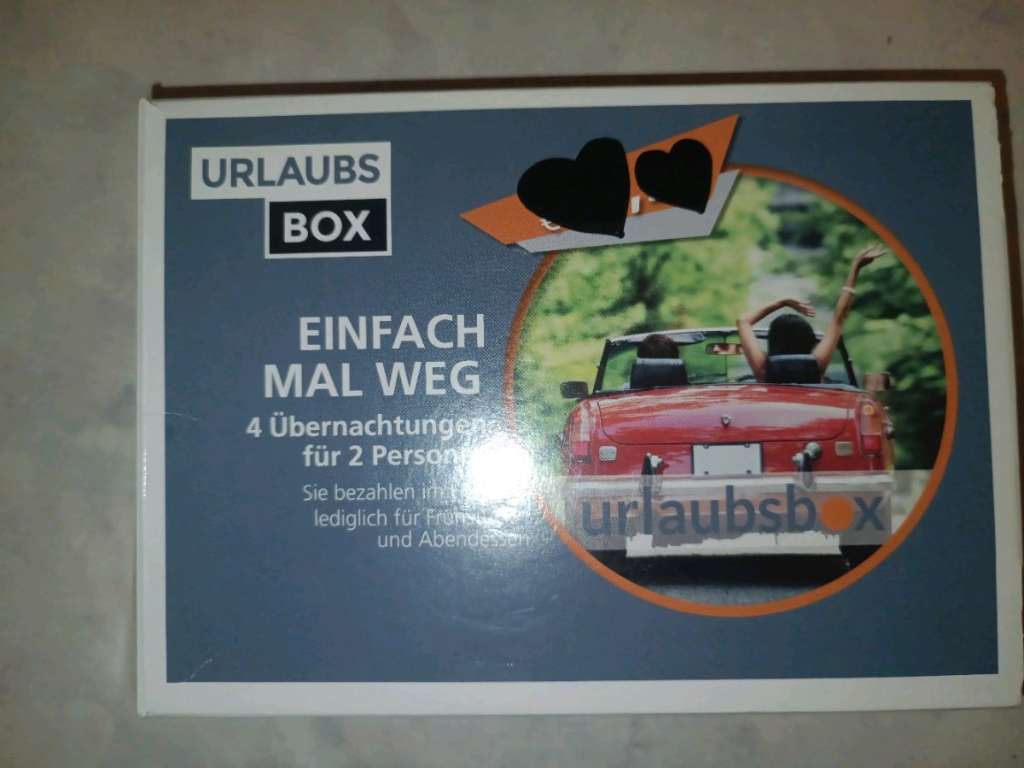 URLAUBS
BOX
EINFACH
MAL WEG
4 Übernachtungen
für 2 Person
Sie bezahlen im
lediglich für
und Abendessen
urlaubsbox